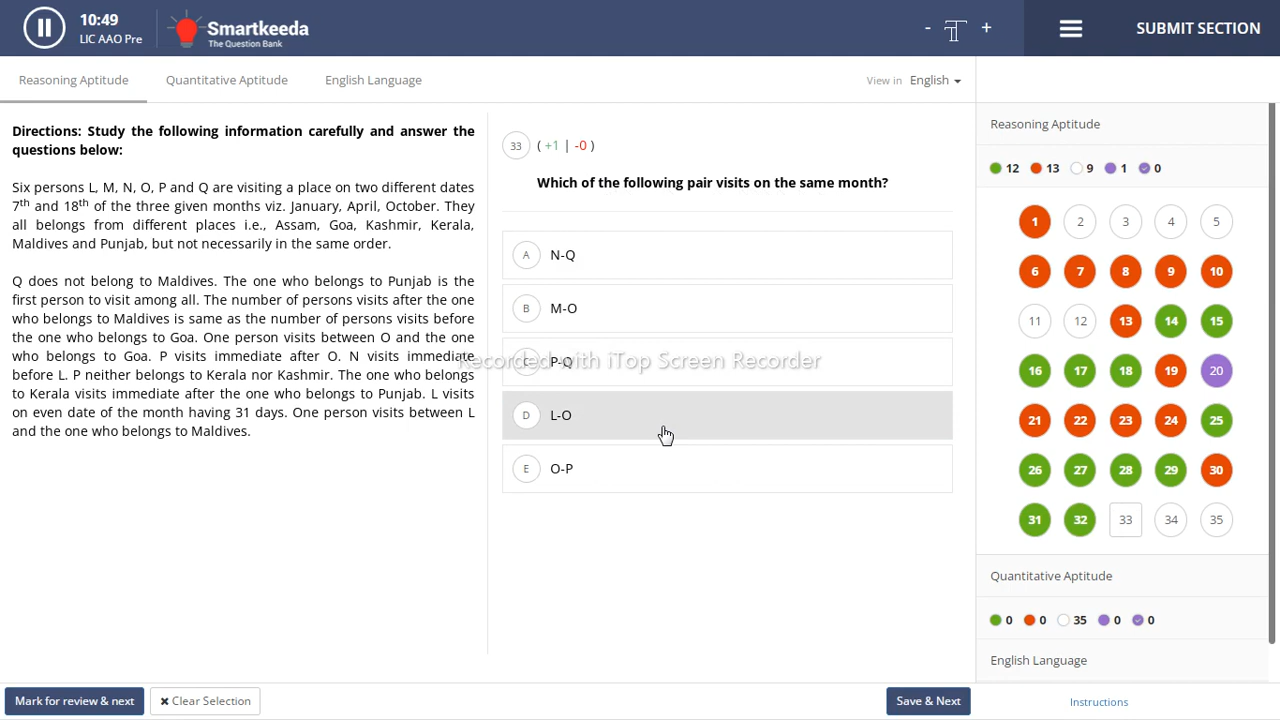 10:49
LIC AAO Pre
Smartkeeda
The Question Bank
- T +
SUBMIT SECTION
Reasoning Aptitude
Quantitative Aptitude
English Language
View in English
Directions: Study the following information carefully and answer the
questions below:
Six persons L, M, N, O, P and Q are visiting a place on two different dates
7th and 18th of the three given months viz. January, April, October. They
all belongs from different places i.e., Assam, Goa, Kashmir, Kerala,
Maldives and Punjab, but not necessarily in the same order.
Q does not belong to Maldives. The one who belongs to Punjab is the
first person to visit among all. The number of persons visits after the one
who belongs to Maldives is same as the number of persons visits before
the one who belongs to Goa. One person visits between O and the one
who belongs to Goa. P visits immediate after O. N visits immediate
before L. P neither belongs to Kerala nor Kashmir. The one who belongs
to Kerala visits immediate after the one who belongs to Punjab. L visits
on even date of the month having 31 days. One person visits between L
and the one who belongs to Maldives.
33 ( +1 | -0 )
Which of the following pair visits on the same month?
A N-Q
B M-O
C P-Q
D L-O
E O-P
Recorded with iTop Screen Recorder
Reasoning Aptitude
12 13 9 1 0
1 2 3 4 5
6 7 8 9 10
11 12 13 14 15
16 17 18 19 20
21 22 23 24 25
26 27 28 29 30
31 32 33 34 35
Quantitative Aptitude
0 0 35 0 0
English Language
Mark for review & next
✖ Clear Selection
Save & Next
Instructions